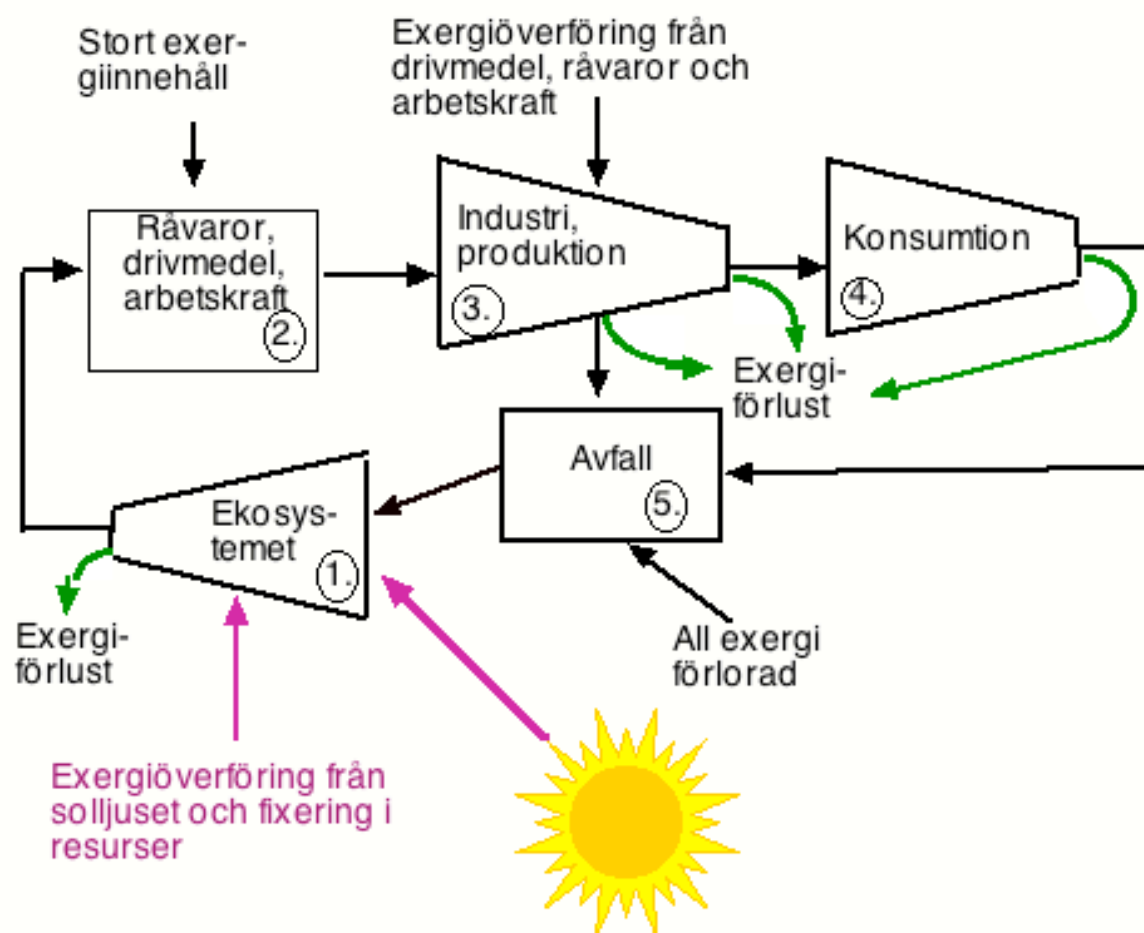 Stort exer-
giinnehåll
Exergiöverföring från
drivmedel, råvaror och
arbetskraft
Råvaror,
drivmedel,
arbetskraft
2.
Industri,
produktion
3.
Konsumtion
4.
Exergi-
förlust
Avfall
5.
Ekosys-
temet
1.
Exergi-
förlust
All exergi
förlorad
Exergiöverföring från
solljuset och fixering i
resurser